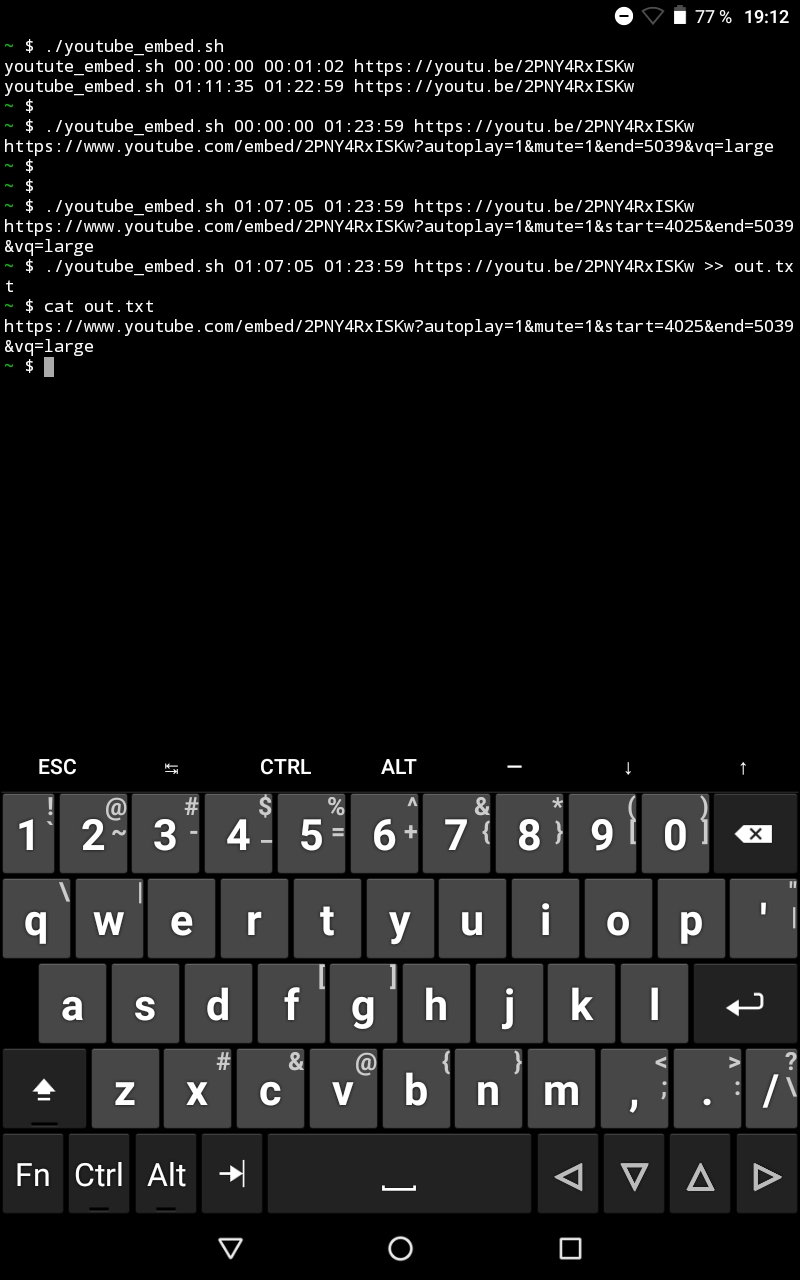 77 % 19:12
~ $ ./youtube_embed.sh
youtute_embed.sh 00:00:00 00:01:02 https://youtu.be/2PNY4RxISKw
youtube_embed.sh 01:11:35 01:22:59 https://youtu.be/2PNY4RxISKw
~ $
~ $ ./youtube_embed.sh 00:00:00 01:23:59 https://youtu.be/2PNY4RxISKw
https://www.youtube.com/embed/2PNY4RxISKw?autoplay=1&mute=1&end=5039&vq=large
~ $
~ $
~ $ ./youtube_embed.sh 01:07:05 01:23:59 https://youtu.be/2PNY4RxISKw
https://www.youtube.com/embed/2PNY4RxISKw?autoplay=1&mute=1&start=4025&end=5039
&vq=large
~ $ ./youtube_embed.sh 01:07:05 01:23:59 https://youtu.be/2PNY4RxISKw >> out.tx
t
~ $ cat out.txt
https://www.youtube.com/embed/2PNY4RxISKw?autoplay=1&mute=1&start=4025&end=5039
&vq=large
~ $
ESC ↹ CTRL ALT — ↓ ↑
! @ # $ % ^ & * ( )
1 ` 2 ~ 3 - 4 _ 5 = 6 + 7 { 8 } 9 [ 0 ]
\ | "
q w e r t y u i o p ' |
[ ]
a s d f g h j k l
# & @ { } < > ?
z x c v b n m , ; . : / \
Fn Ctrl Alt